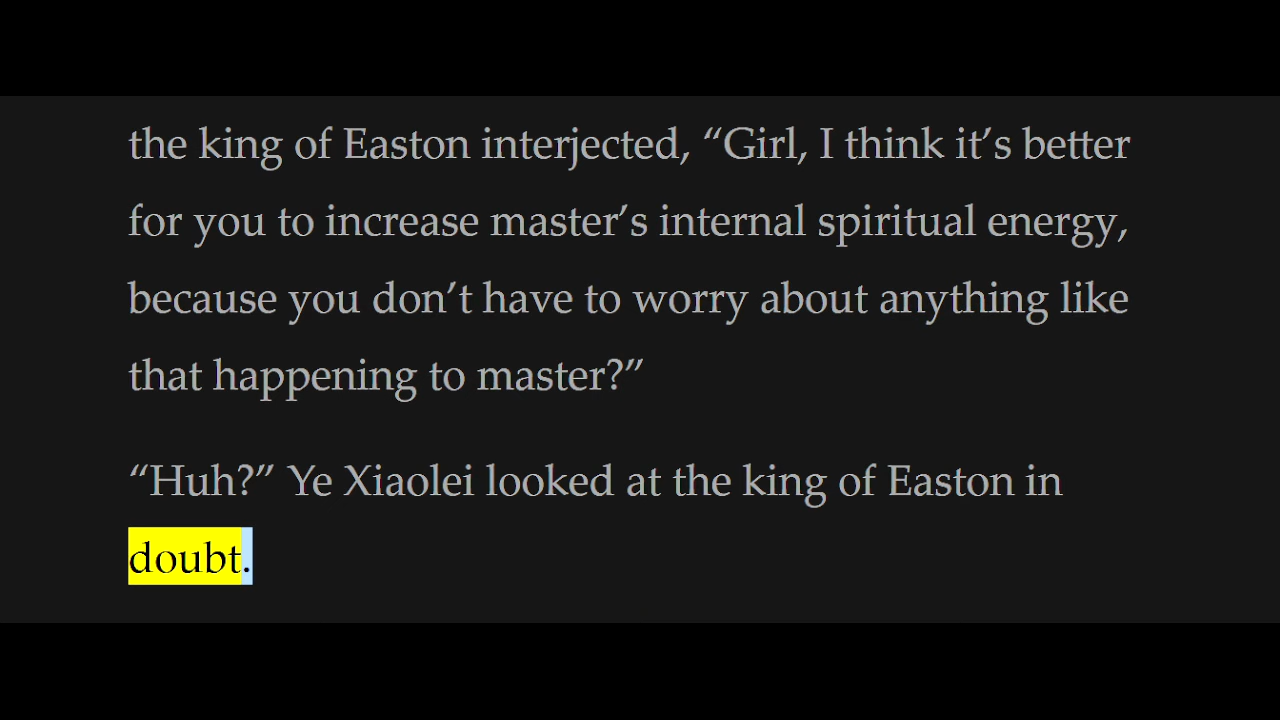 the king of Easton interjected, “Girl, I think it’s better
for you to increase master’s internal spiritual energy,
because you don’t have to worry about anything like
that happening to master?”
“Huh?” Ye Xiaolei looked at the king of Easton in
doubt.